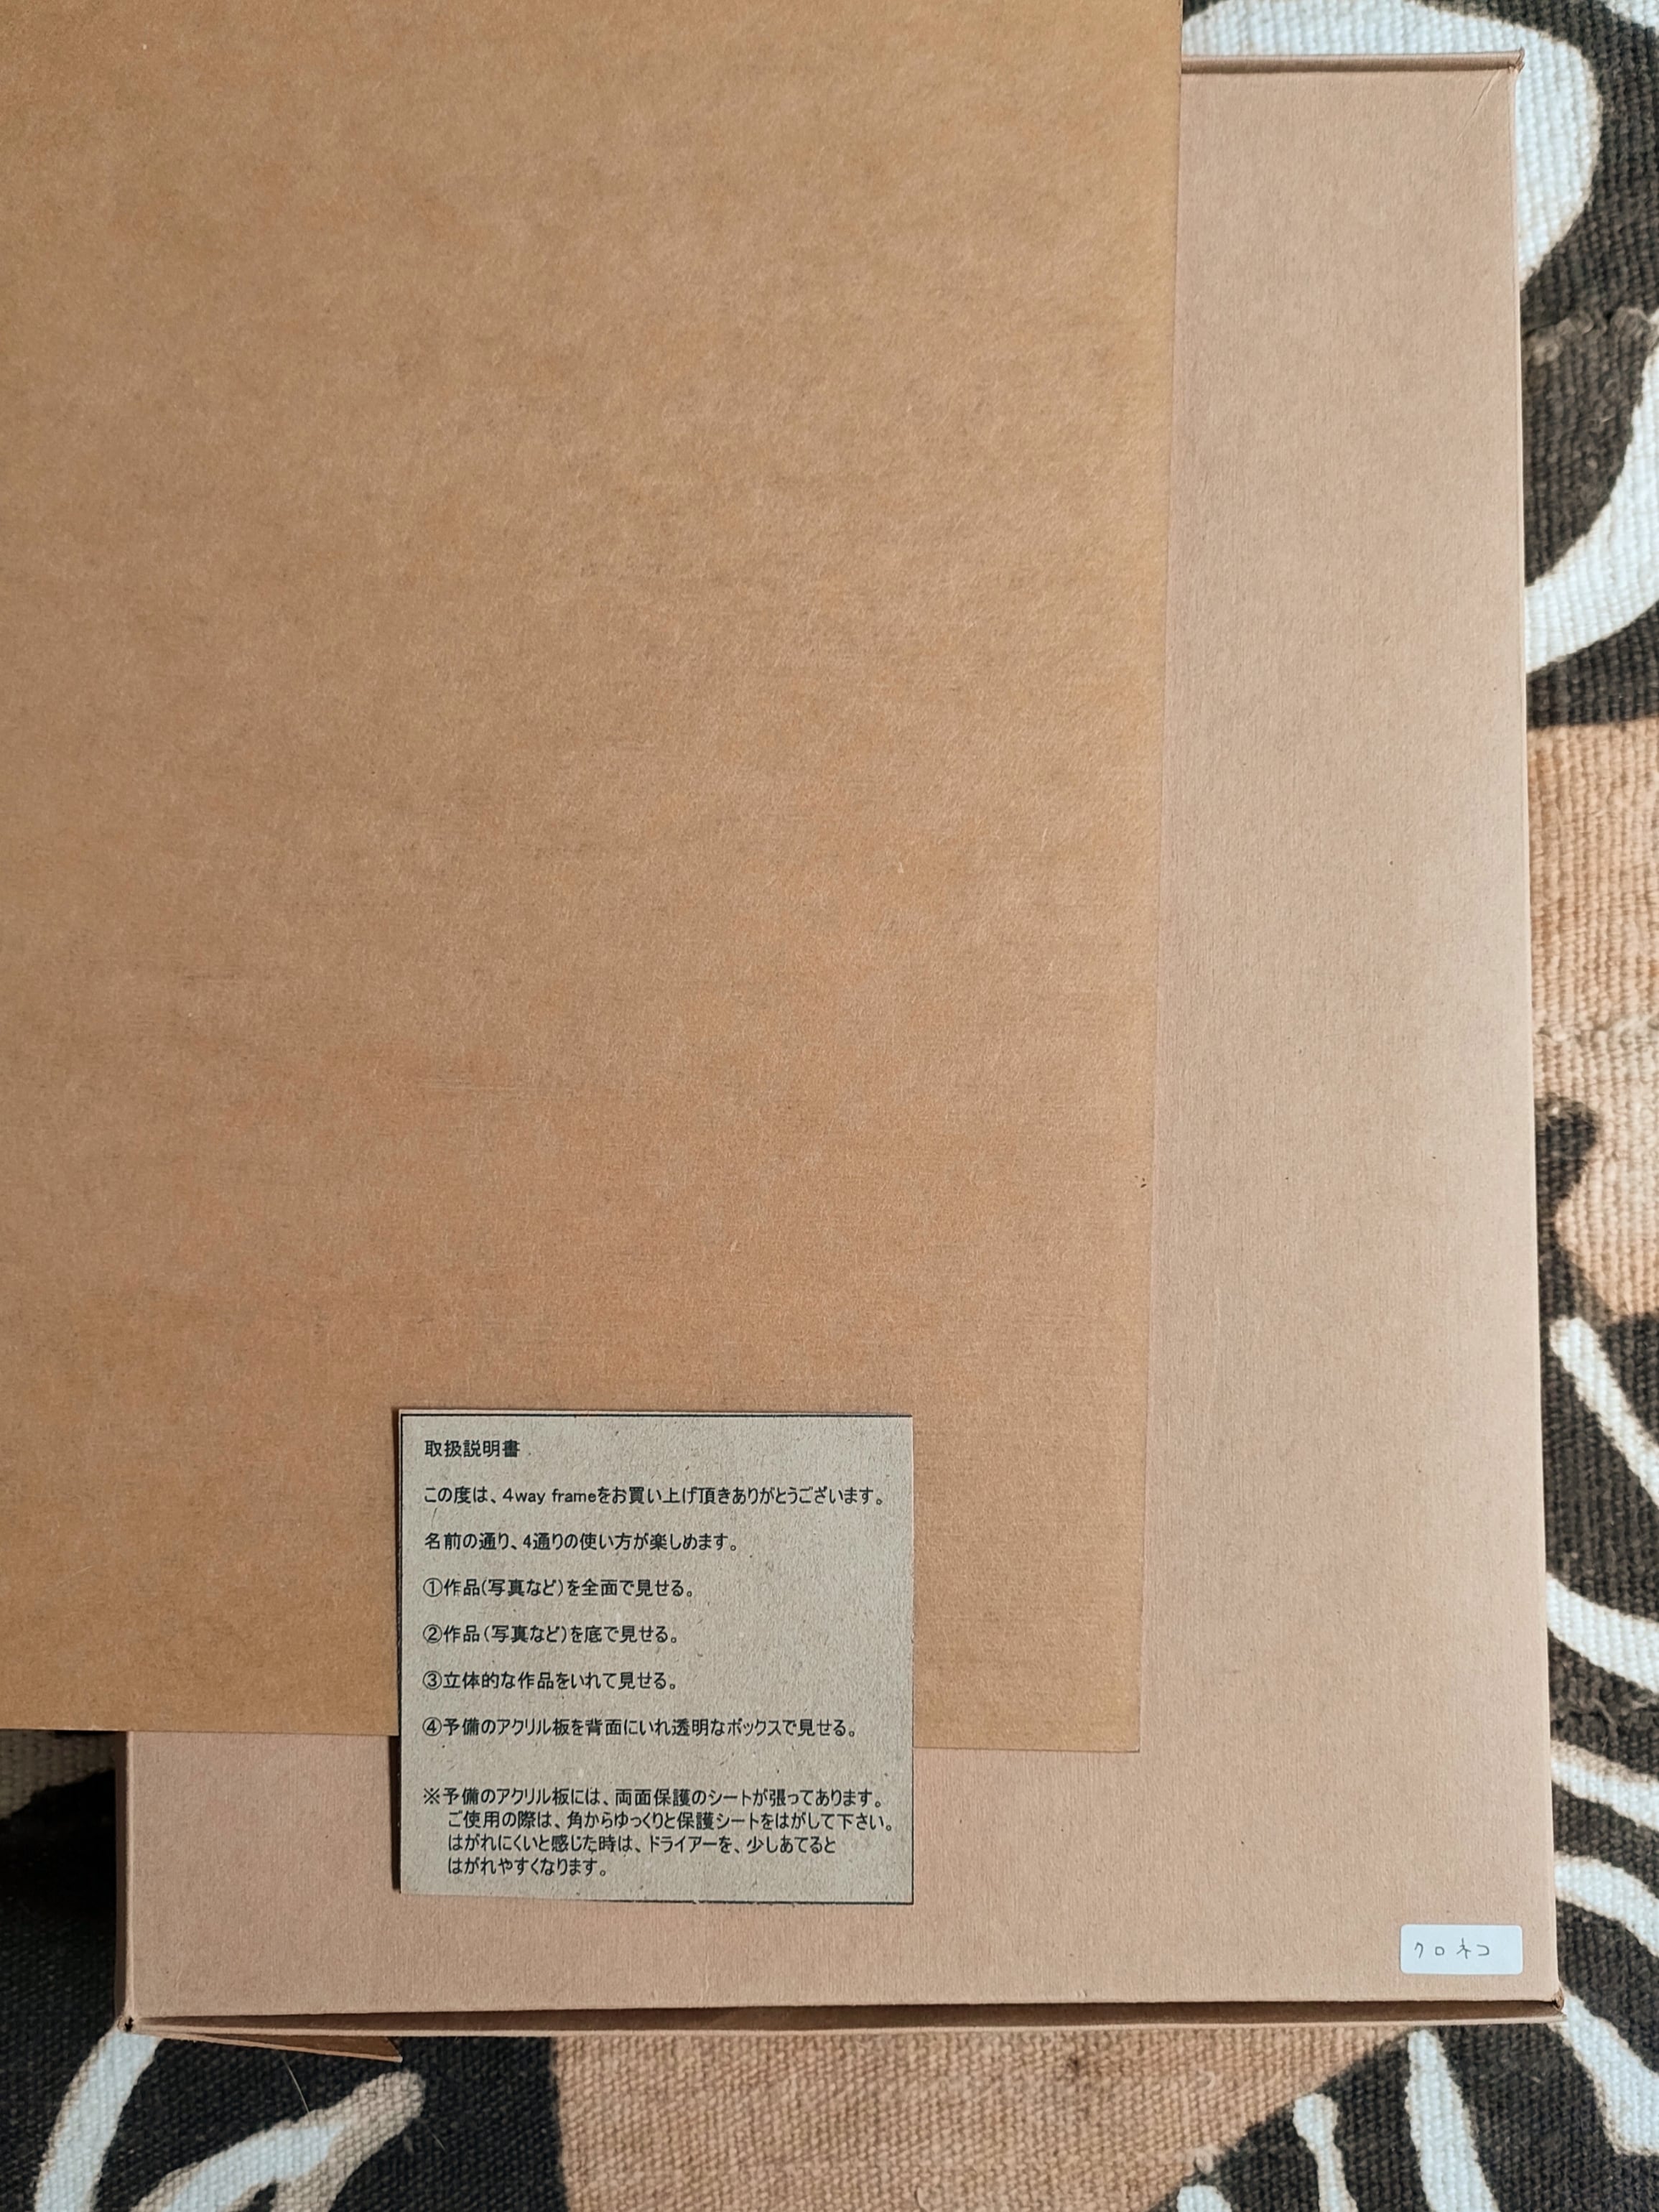 取扱説明書
この度は、4way frameをお買い上げ頂きありがとうございます。
名前の通り、4通りの使い方が楽しめます。
①作品(写真など)を全面で見せる。
②作品(写真など)を底で見せる。
③立体的な作品をいれて見せる。
④予備のアクリル板を背面にいれ透明なボックスで見せる。
※予備のアクリル板には、両面保護のシートが張ってあります。
ご使用の際は、角からゆっくりと保護シートをはがして下さい。
はがれにくいと感じた時は、ドライアーを、少しあてると
はがれやすくなります。
クロネコ